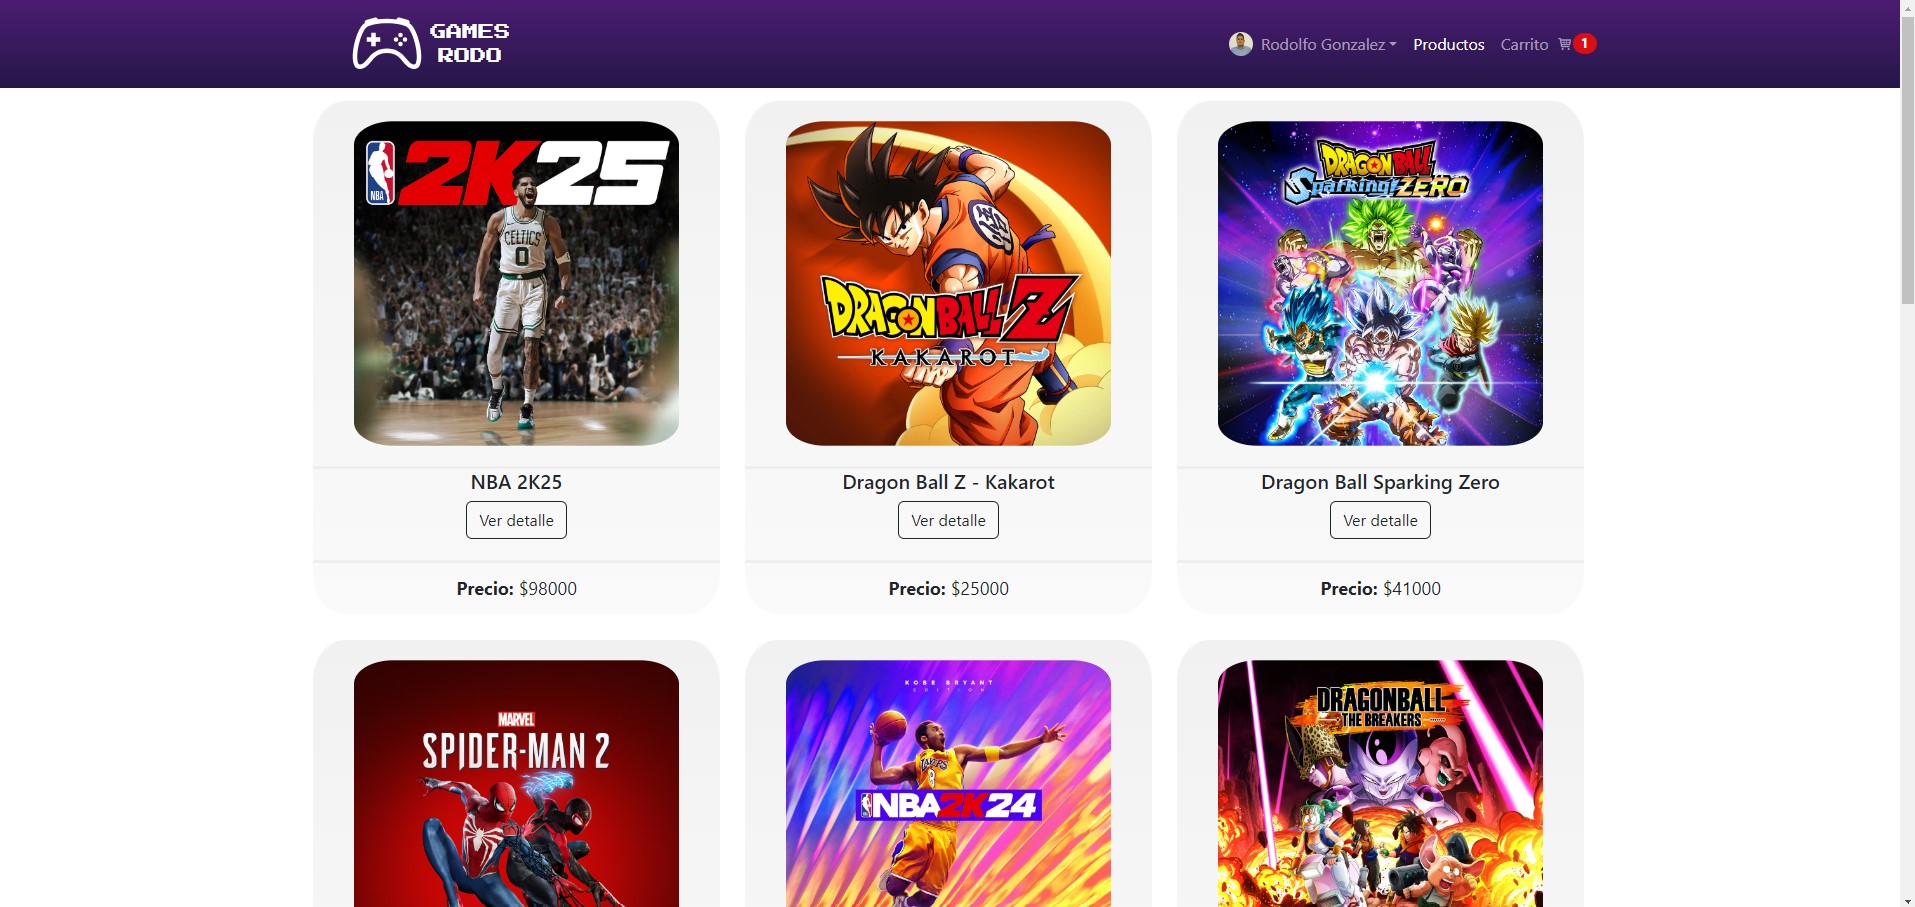 GAMES
RODO
Rodolfo Gonzalez
Productos
Carrito
1
NBA
2K25
CELTICS
0
DRAGON BALL Z
KAKAROT
DRAGON BALL
Sparking! ZERO
NBA 2K25
Dragon Ball Z - Kakarot
Dragon Ball Sparking Zero
Ver detalle
Ver detalle
Ver detalle
Precio: $98000
Precio: $25000
Precio: $41000
MARVEL
SPIDER-MAN 2
KOBE BRYANT
EDITION
LAKERS
8
NBA2K24
DRAGONBALL
THE BREAKERS